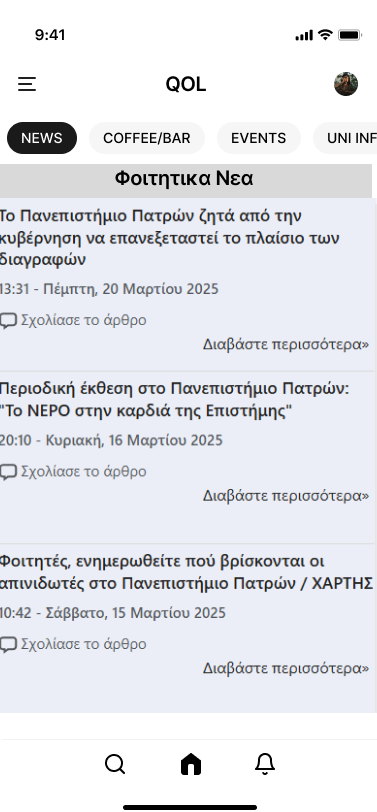 9:41
QOL
NEWS COFFEE/BAR EVENTS UNI INF
Φοιτητικα Νεα
Το Πανεπιστήμιο Πατρών ζητά από την
κυβέρνηση να επανεξεταστεί το πλαίσιο των
διαγραφών
13:31 - Πέμπτη, 20 Μαρτίου 2025
Σχολίασε το άρθρο
Διαβάστε περισσότερα»
Περιοδική έκθεση στο Πανεπιστήμιο Πατρών:
"Το ΝΕΡΟ στην καρδιά της Επιστήμης"
20:10 - Κυριακή, 16 Μαρτίου 2025
Σχολίασε το άρθρο
Διαβάστε περισσότερα»
Φοιτητές, ενημερωθείτε πού βρίσκονται οι
απινιδωτές στο Πανεπιστήμιο Πατρών / ΧΑΡΤΗΣ
10:42 - Σάββατο, 15 Μαρτίου 2025
Σχολίασε το άρθρο
Διαβάστε περισσότερα»